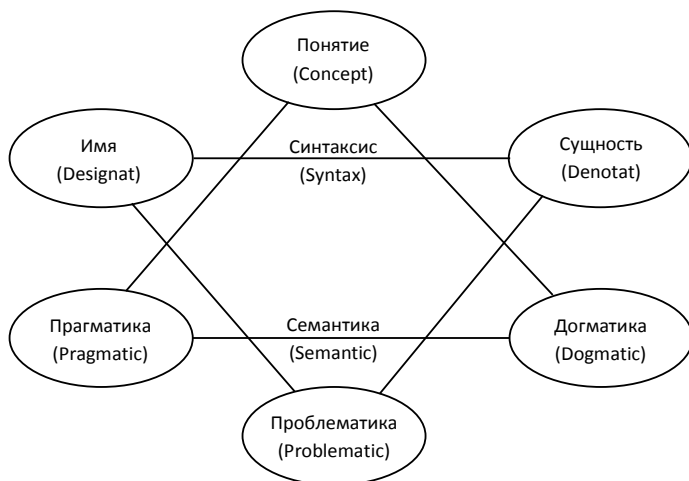 Понятие
(Concept)
Имя
(Designat)
Синтаксис
(Syntax)
Сущность
(Denotat)
Прагматика
(Pragmatic)
Семантика
(Semantic)
Догматика
(Dogmatic)
Проблематика
(Problematic)